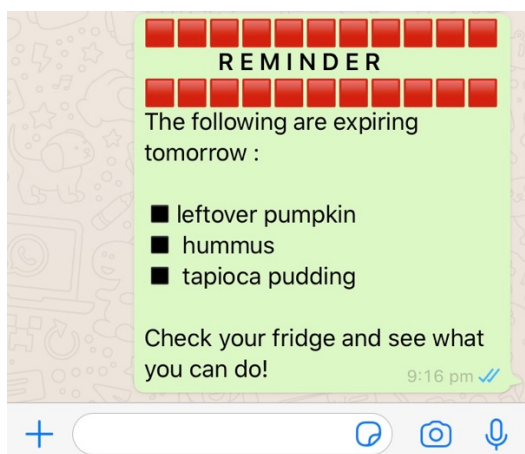 REMINDER
The following are expiring
tomorrow :
leftover pumpkin
hummus
tapioca pudding
Check your fridge and see what
you can do!
9:16 pm